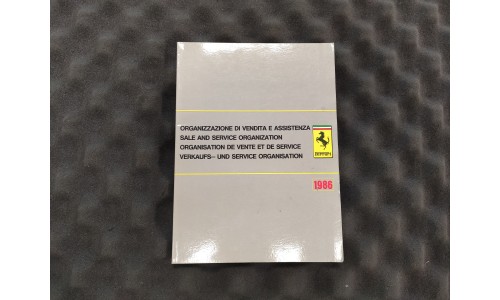 ORGANIZZAZIONE DI VENDITA E ASSISTENZA
SALE AND SERVICE ORGANIZATION
ORGANISATION DE VENTE ET DE SERVICE
VERKAUFS- UND SERVICE ORGANISATION
Ferrari
1986